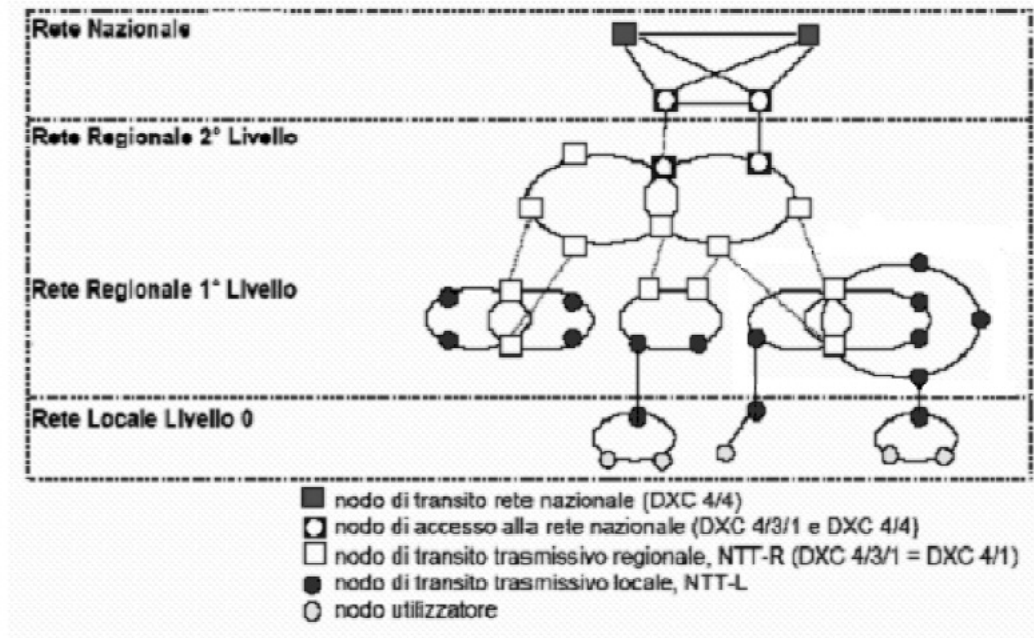 Rete Nazionale
Rete Regionale 2° Livello
Rete Regionale 1° Livello
Rete Locale Livello 0
nodo di transito rete nazionale (DXC 4/4)
nodo di accesso alla rete nazionale (DXC 4/3/1 e DXC 4/4)
nodo di transito trasmissivo regionale, NTT-R (DXC 4/3/1 = DXC 4/1)
nodo di transito trasmissivo locale, NTT-L
nodo utilizzatore